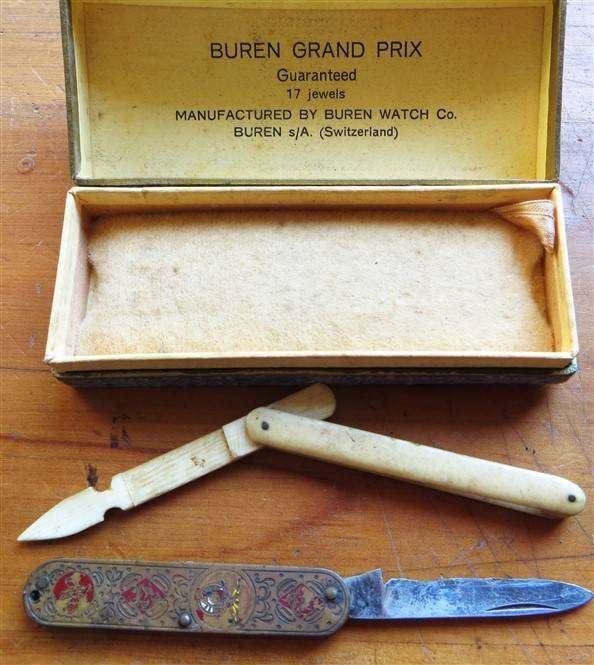 BUREN GRAND PRIX
Guaranteed
17 jewels
MANUFACTURED BY BUREN WATCH Co.
BUREN s/A. (Switzerland)